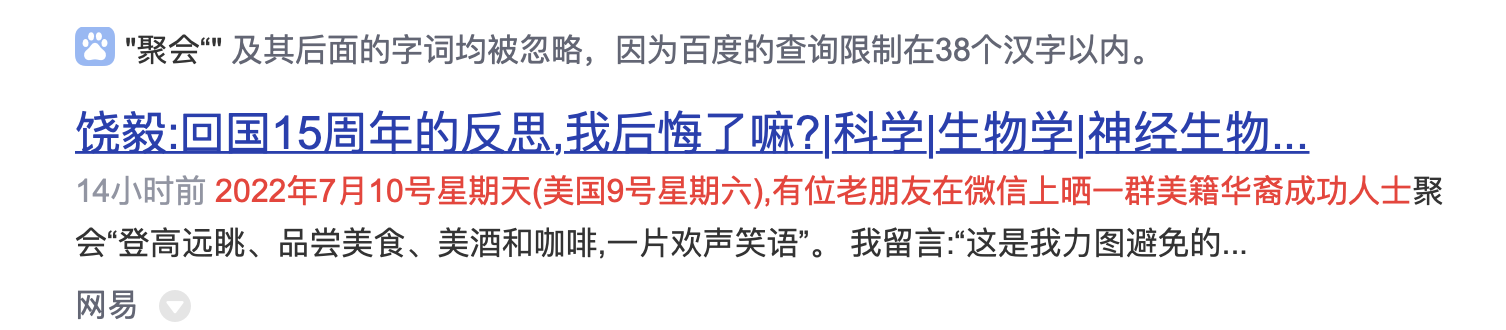 "聚会“" 及其后面的字词均被忽略，因为百度的查询限制在38个汉字以内。
饶毅:回国15周年的反思,我后悔了嘛?|科学|生物学|神经生物...
14小时前 2022年7月10号星期天(美国9号星期六),有位老朋友在微信上晒一群美籍华裔成功人士聚
会“登高远眺、品尝美食、美酒和咖啡,一片欢声笑语”。 我留言:“这是我力图避免的...
网易